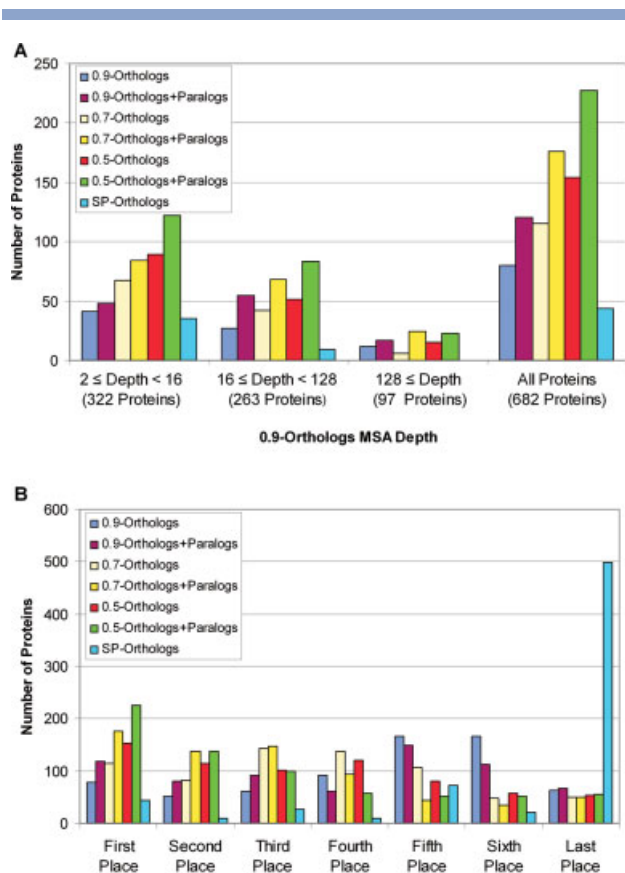 A
250
200
150
100
50
0
Number of Proteins
0.9-Orthologs
0.9-Orthologs+Paralogs
0.7-Orthologs
0.7-Orthologs+Paralogs
0.5-Orthologs
0.5-Orthologs+Paralogs
SP-Orthologs
2 ≤ Depth < 16 16 ≤ Depth < 128 128 ≤ Depth All Proteins
(322 Proteins) (263 Proteins) (97 Proteins) (682 Proteins)
0.9-Orthologs MSA Depth
B
600
500
400
300
200
100
0
Number of Proteins
0.9-Orthologs
0.9-Orthologs+Paralogs
0.7-Orthologs
0.7-Orthologs+Paralogs
0.5-Orthologs
0.5-Orthologs+Paralogs
SP-Orthologs
First Second Third Fourth Fifth Sixth Last
Place Place Place Place Place Place Place